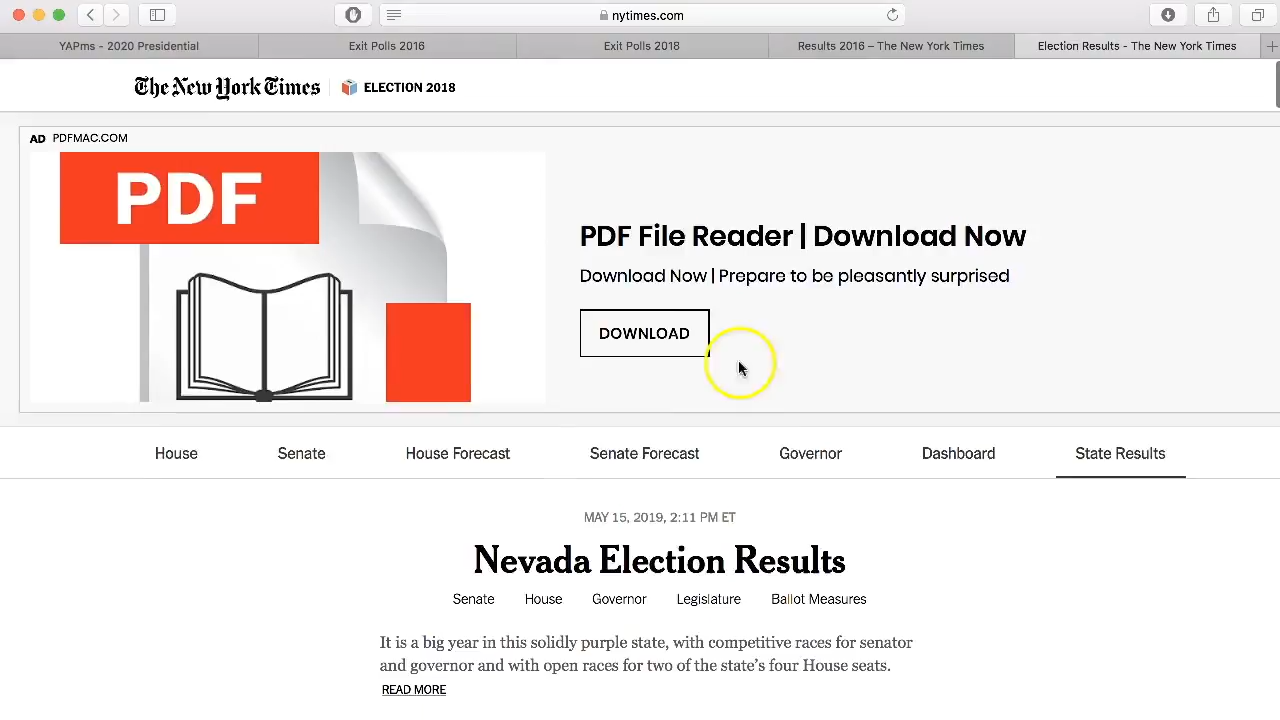 nytimes.com
YAPms - 2020 Presidential
Exit Polls 2016
Exit Polls 2018
Results 2016 – The New York Times
Election Results - The New York Times
The New York Times
ELECTION 2018
AD PDFMAC.COM
PDF
PDF File Reader | Download Now
Download Now | Prepare to be pleasantly surprised
DOWNLOAD
House
Senate
House Forecast
Senate Forecast
Governor
Dashboard
State Results
MAY 15, 2019, 2:11 PM ET
Nevada Election Results
Senate
House
Governor
Legislature
Ballot Measures
It is a big year in this solidly purple state, with competitive races for senator
and governor and with open races for two of the state’s four House seats.
READ MORE